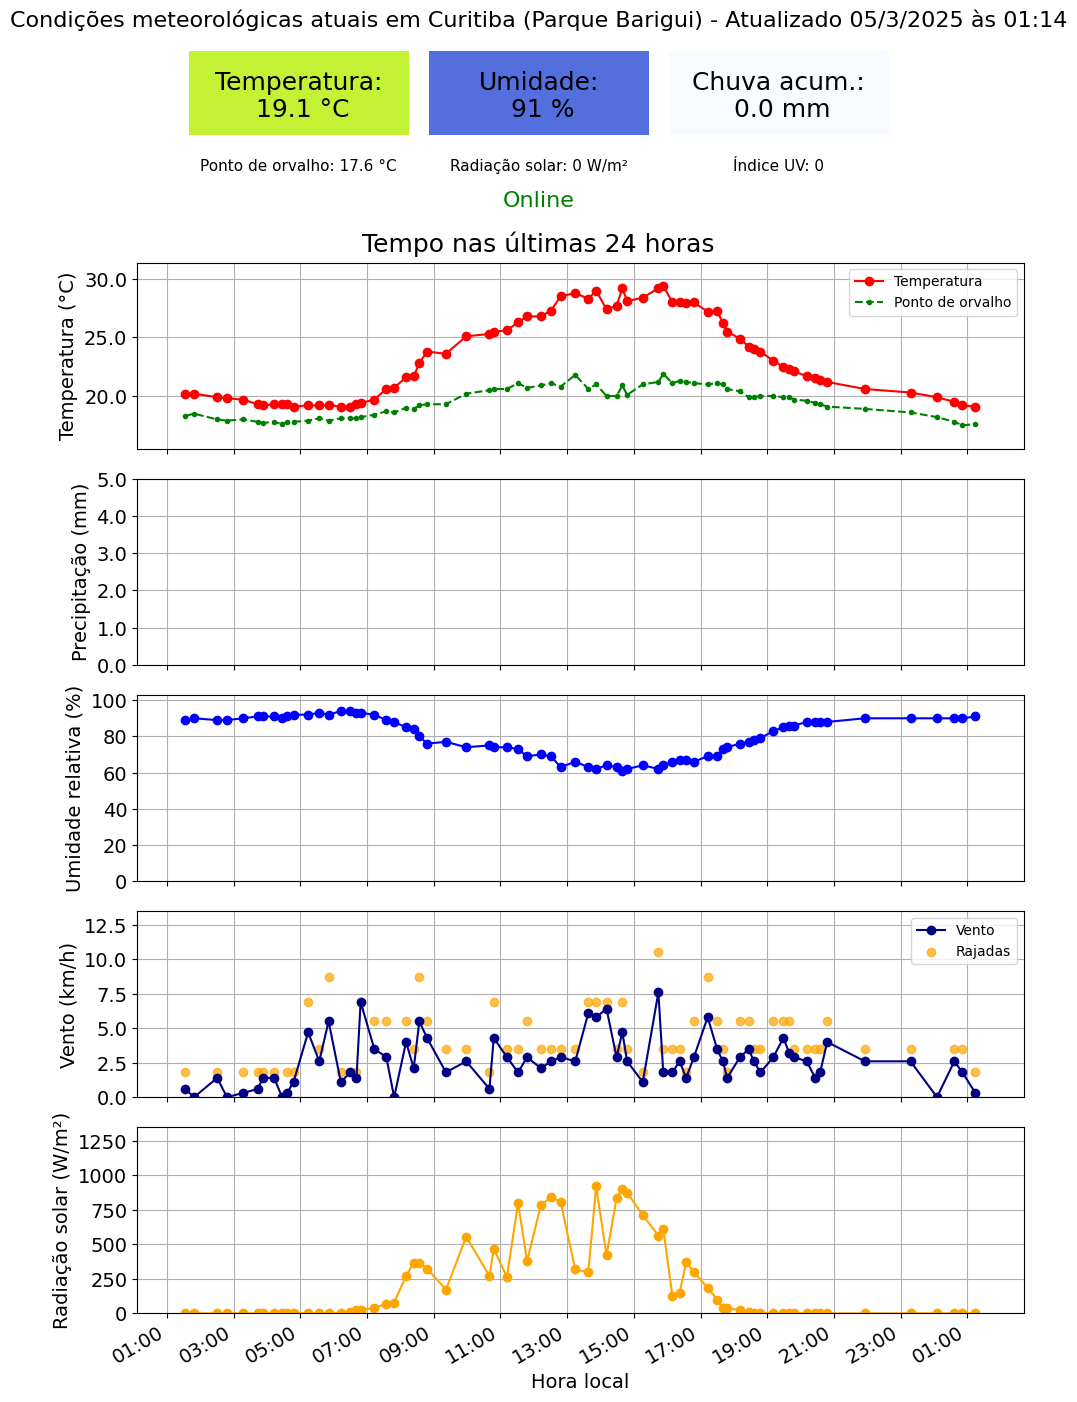 Condições meteorológicas atuais em Curitiba (Parque Barigui) - Atualizado 05/3/2025 às 01:14
Temperatura:
19.1 °C
Umidade:
91 %
Chuva acum.:
0.0 mm
Ponto de orvalho: 17.6 °C
Radiação solar: 0 W/m²
Índice UV: 0
Online
Tempo nas últimas 24 horas
Temperatura (°C)
30.0
25.0
20.0
Temperatura
Ponto de orvalho
Precipitação (mm)
5.0
4.0
3.0
2.0
1.0
0.0
Umidade relativa (%)
100
80
60
40
20
0
Vento (km/h)
12.5
10.0
7.5
5.0
2.5
0.0
Vento
Rajadas
Radiação solar (W/m²)
1250
1000
750
500
250
0
01:00
03:00
05:00
07:00
09:00
11:00
13:00
15:00
17:00
19:00
21:00
23:00
01:00
Hora local